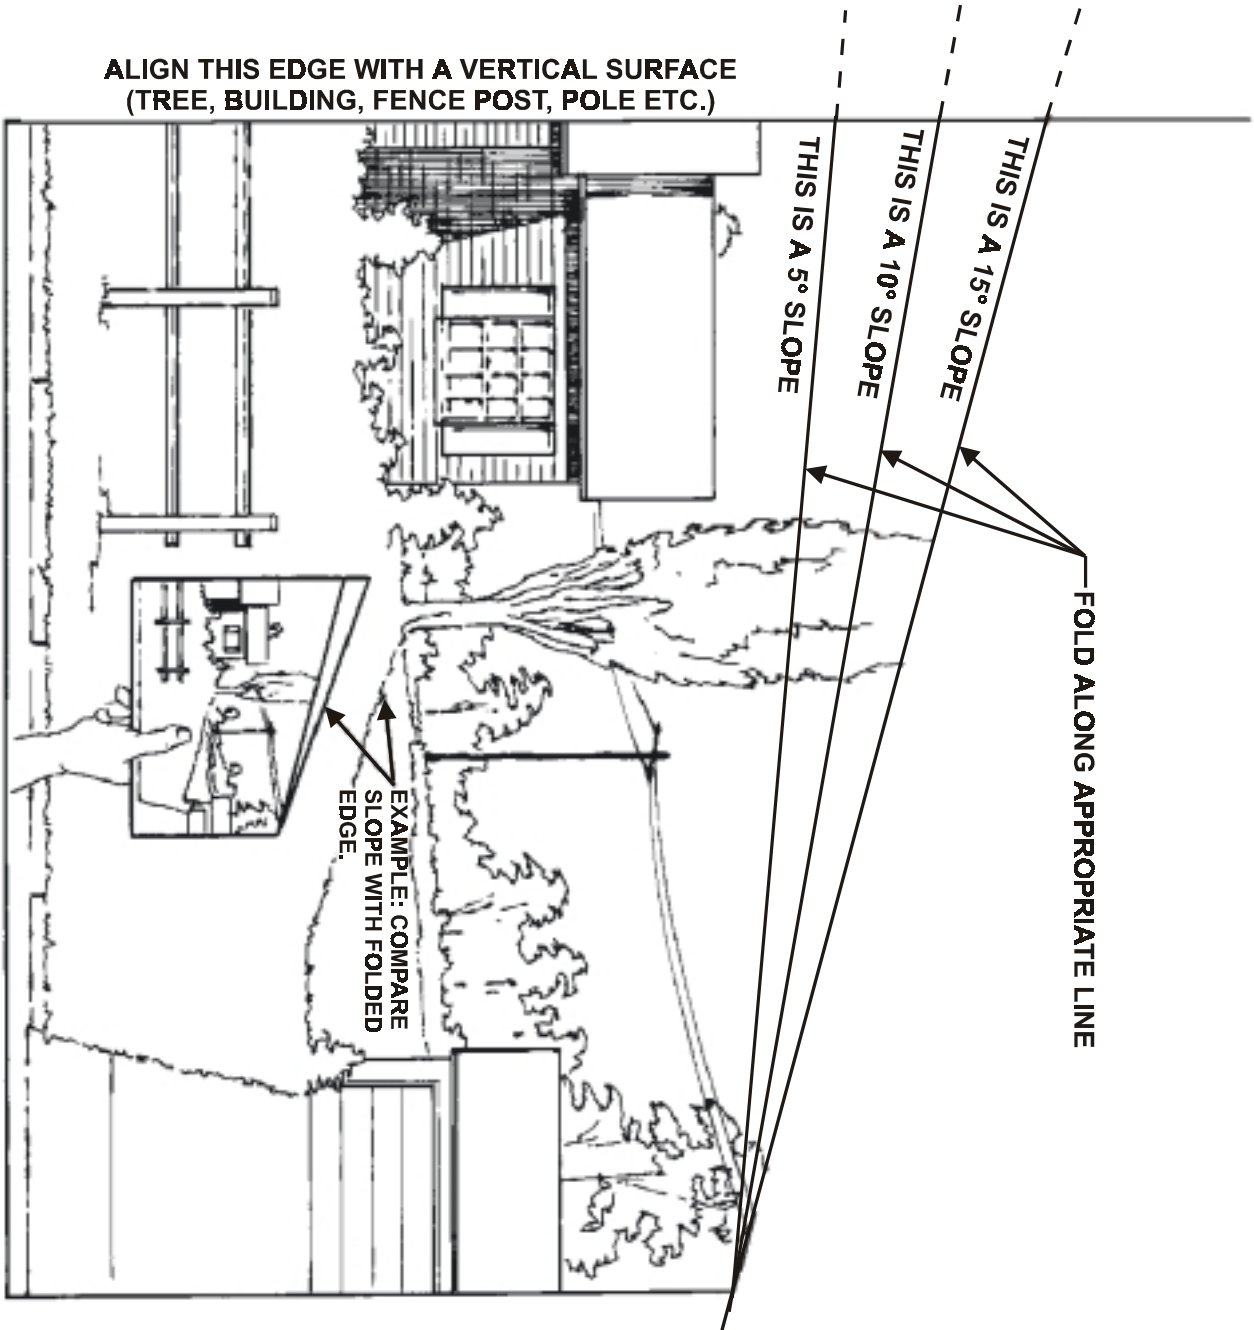 ALIGN THIS EDGE WITH A VERTICAL SURFACE
(TREE, BUILDING, FENCE POST, POLE ETC.)
THIS IS A 5° SLOPE
THIS IS A 10° SLOPE
THIS IS A 15° SLOPE
FOLD ALONG APPROPRIATE LINE
EXAMPLE: COMPARE
SLOPE WITH FOLDED
EDGE.